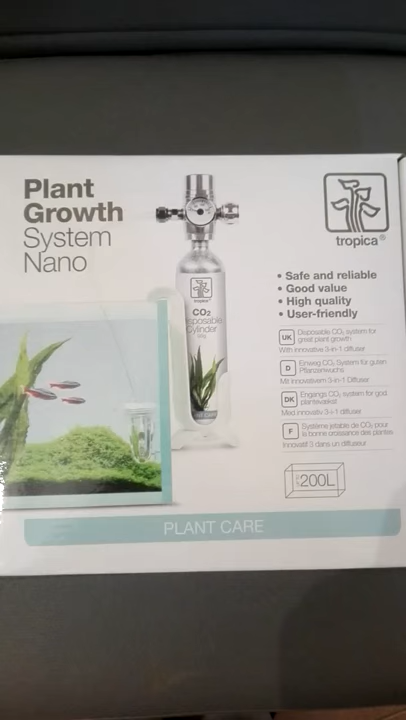 Plant
Growth
System
Nano
tropica®
• Safe and reliable
• Good value
• High quality
• User-friendly
tropica
CO₂
Disposable
Cylinder
UK Disposable CO₂ system for
great plant growth
With innovative 3-in-1 diffuser
D Einweg CO₂ System für guten
Pflanzenwuchs
Mit innovativem 3-in-1 Diffuser
DK Engangs CO₂ system for god
plantevækst
Med innovativ 3-i-1 diffuser
F Système jetable de CO₂ pour
la bonne croissance des plantes
Innovatif 3 dans un diffuseur
200L
PLANT CARE